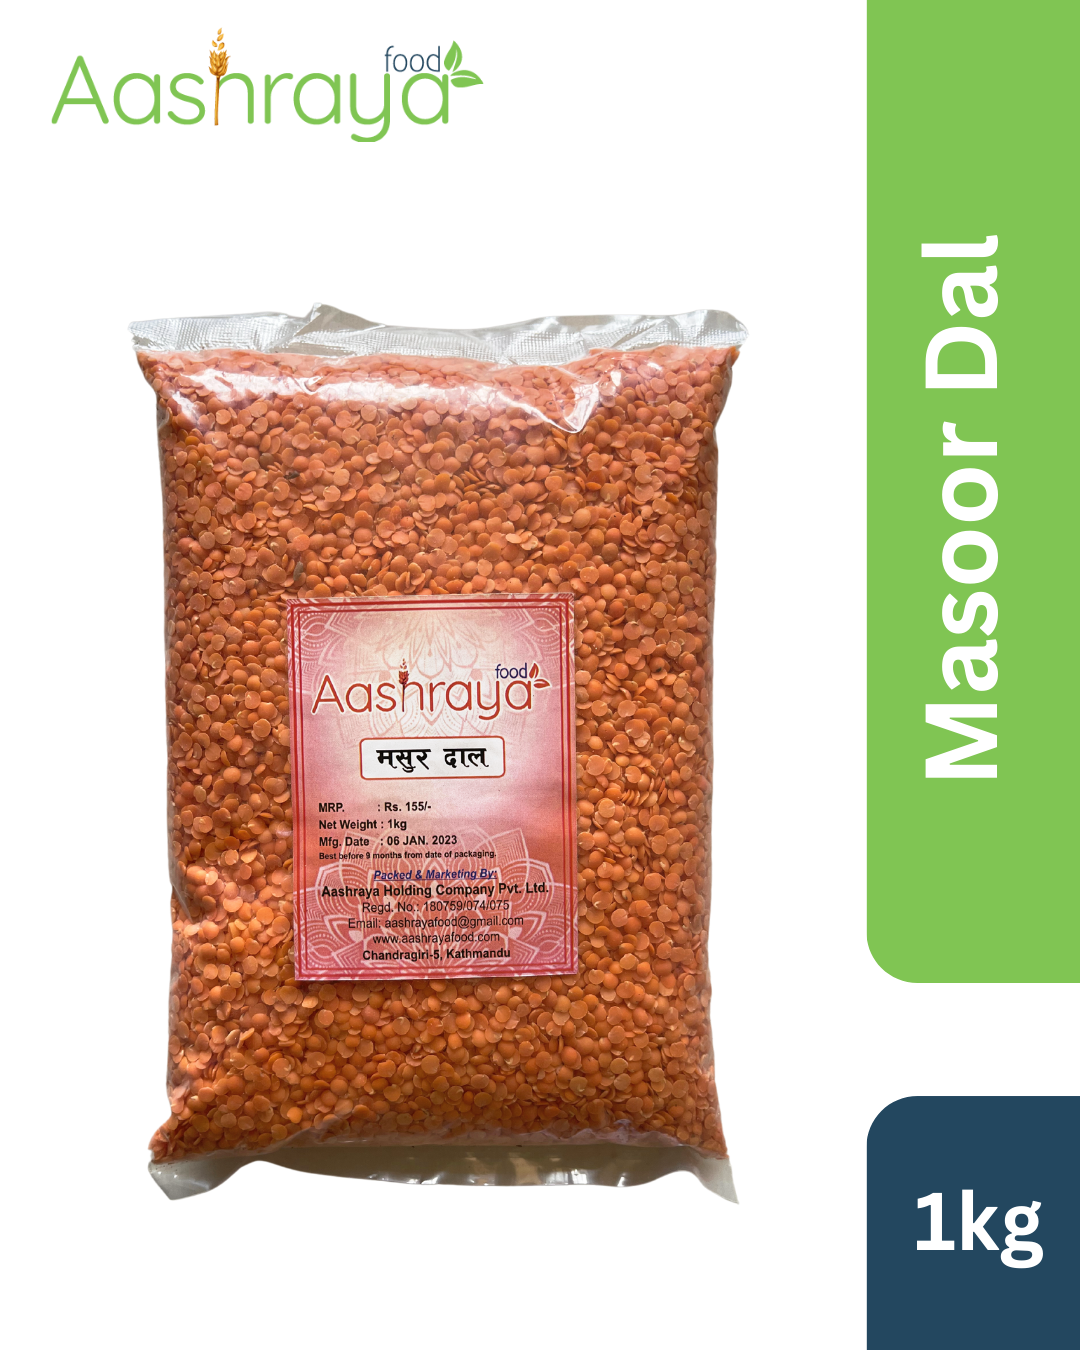 Aashraya food
Masoor Dal
Aashraya food
मसुर दाल
MRP. : Rs. 155/-
Net Weight : 1kg
Mfg. Date : 06 JAN. 2023
Best before 9 months from date of packaging.
Packed & Marketing By:
Aashraya Holding Company Pvt. Ltd.
Regd. No.: 180759/074/075
Email: aashrayafood@gmail.com
www.aashrayafood.com
Chandragiri-5, Kathmandu
1kg